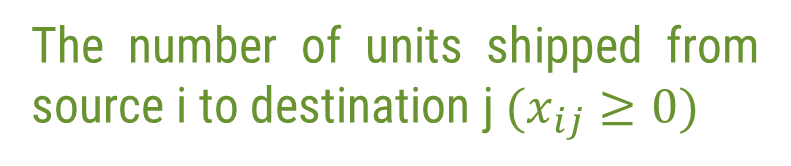 The number of units shipped from
source i to destination j (𝑥ᵢⱼ ≥ 0)